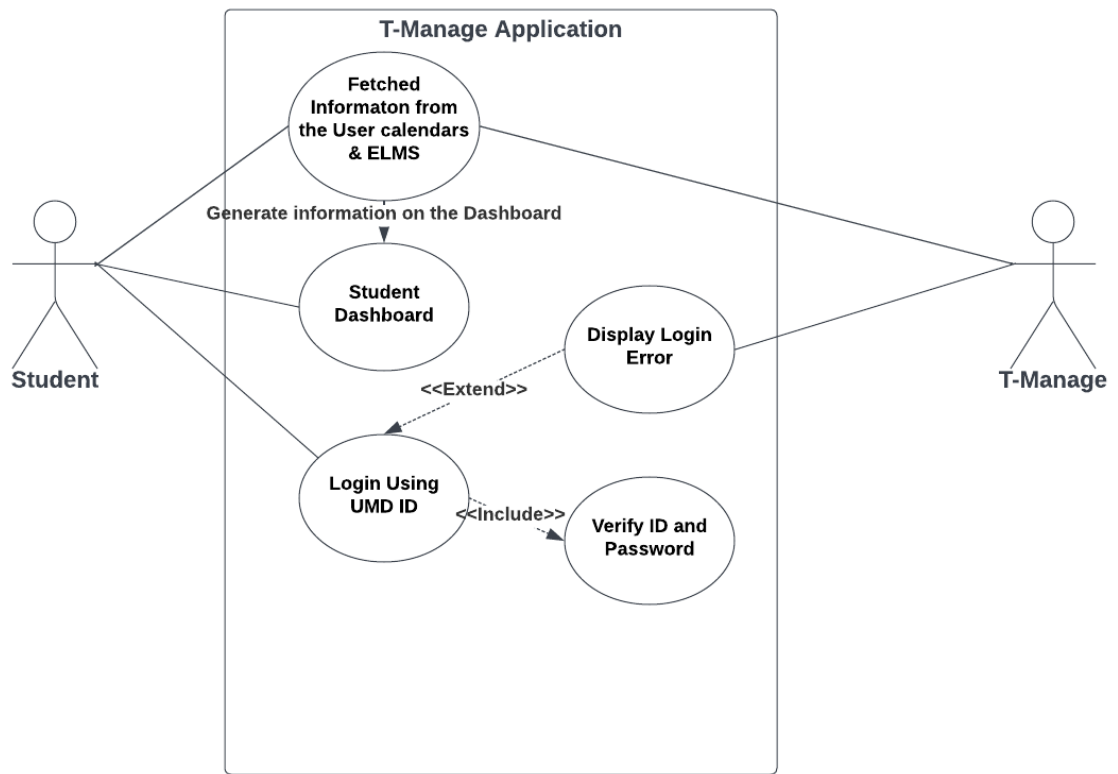 T-Manage Application
Fetched
Informaton from
the User calendars
& ELMS
Generate information on the Dashboard
Student
Dashboard
Display Login
Error
Student
T-Manage
<<Extend>>
Login Using
UMD ID
<<Include>>
Verify ID and
Password